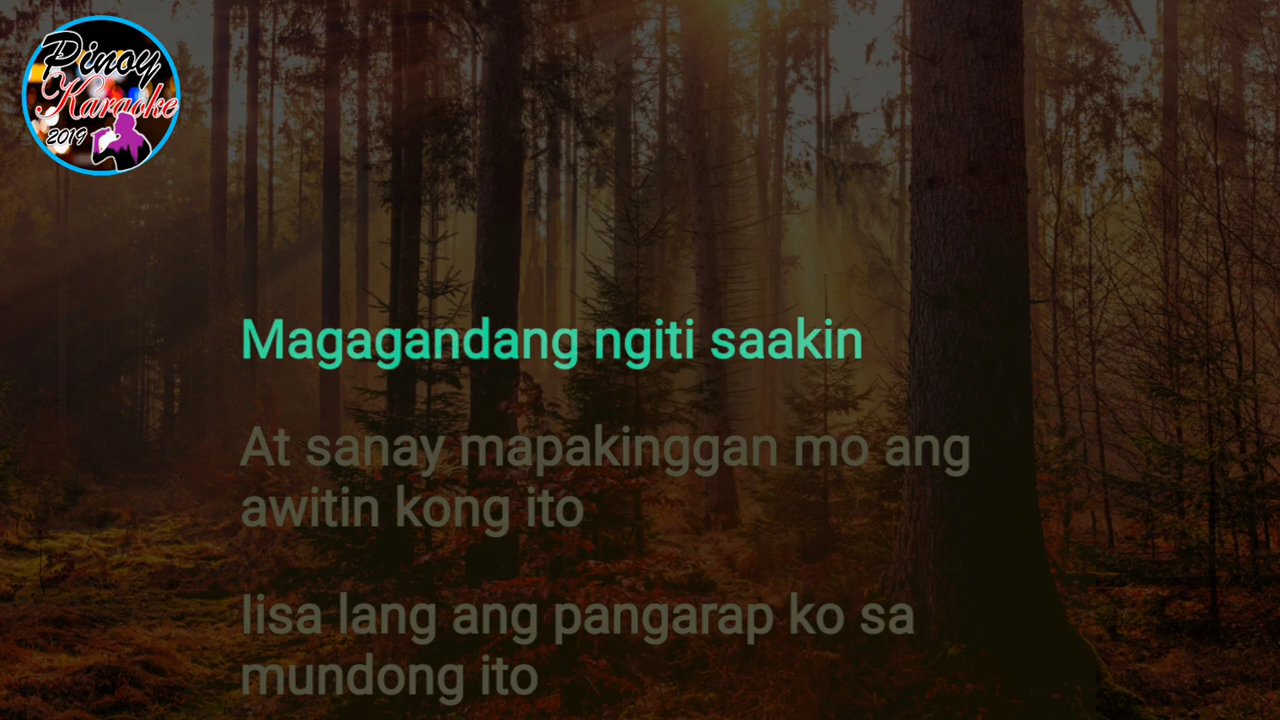 Pinoy
Karaoke
2019
Magagandang ngiti saakin
At sanay mapakinggan mo ang
awitin kong ito
Iisa lang ang pangarap ko sa
mundong ito